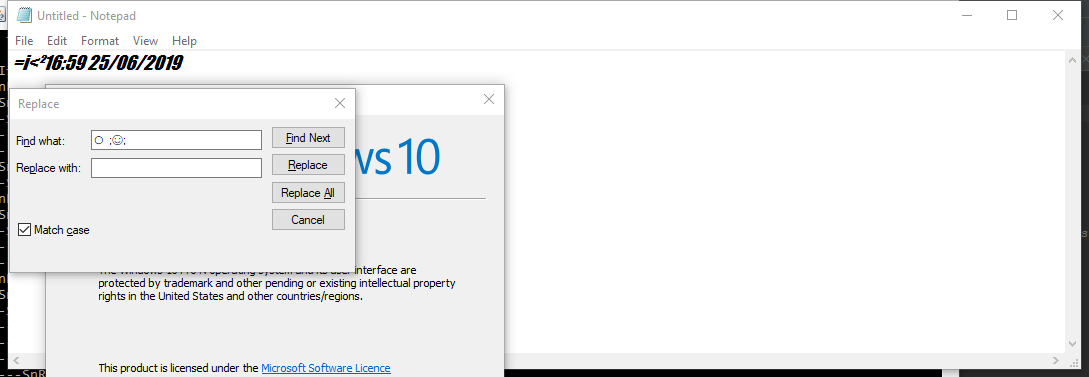 Untitled - Notepad
File Edit Format View Help
=i<²16:59 25/06/2019
Replace
Find what: ○ ;☺;
Find Next
Replace with:
Replace
Replace All
Cancel
Match case
ws 10
protected by trademark and other pending or existing intellectual property
rights in the United States and other countries/regions.
This product is licensed under the Microsoft Software Licence